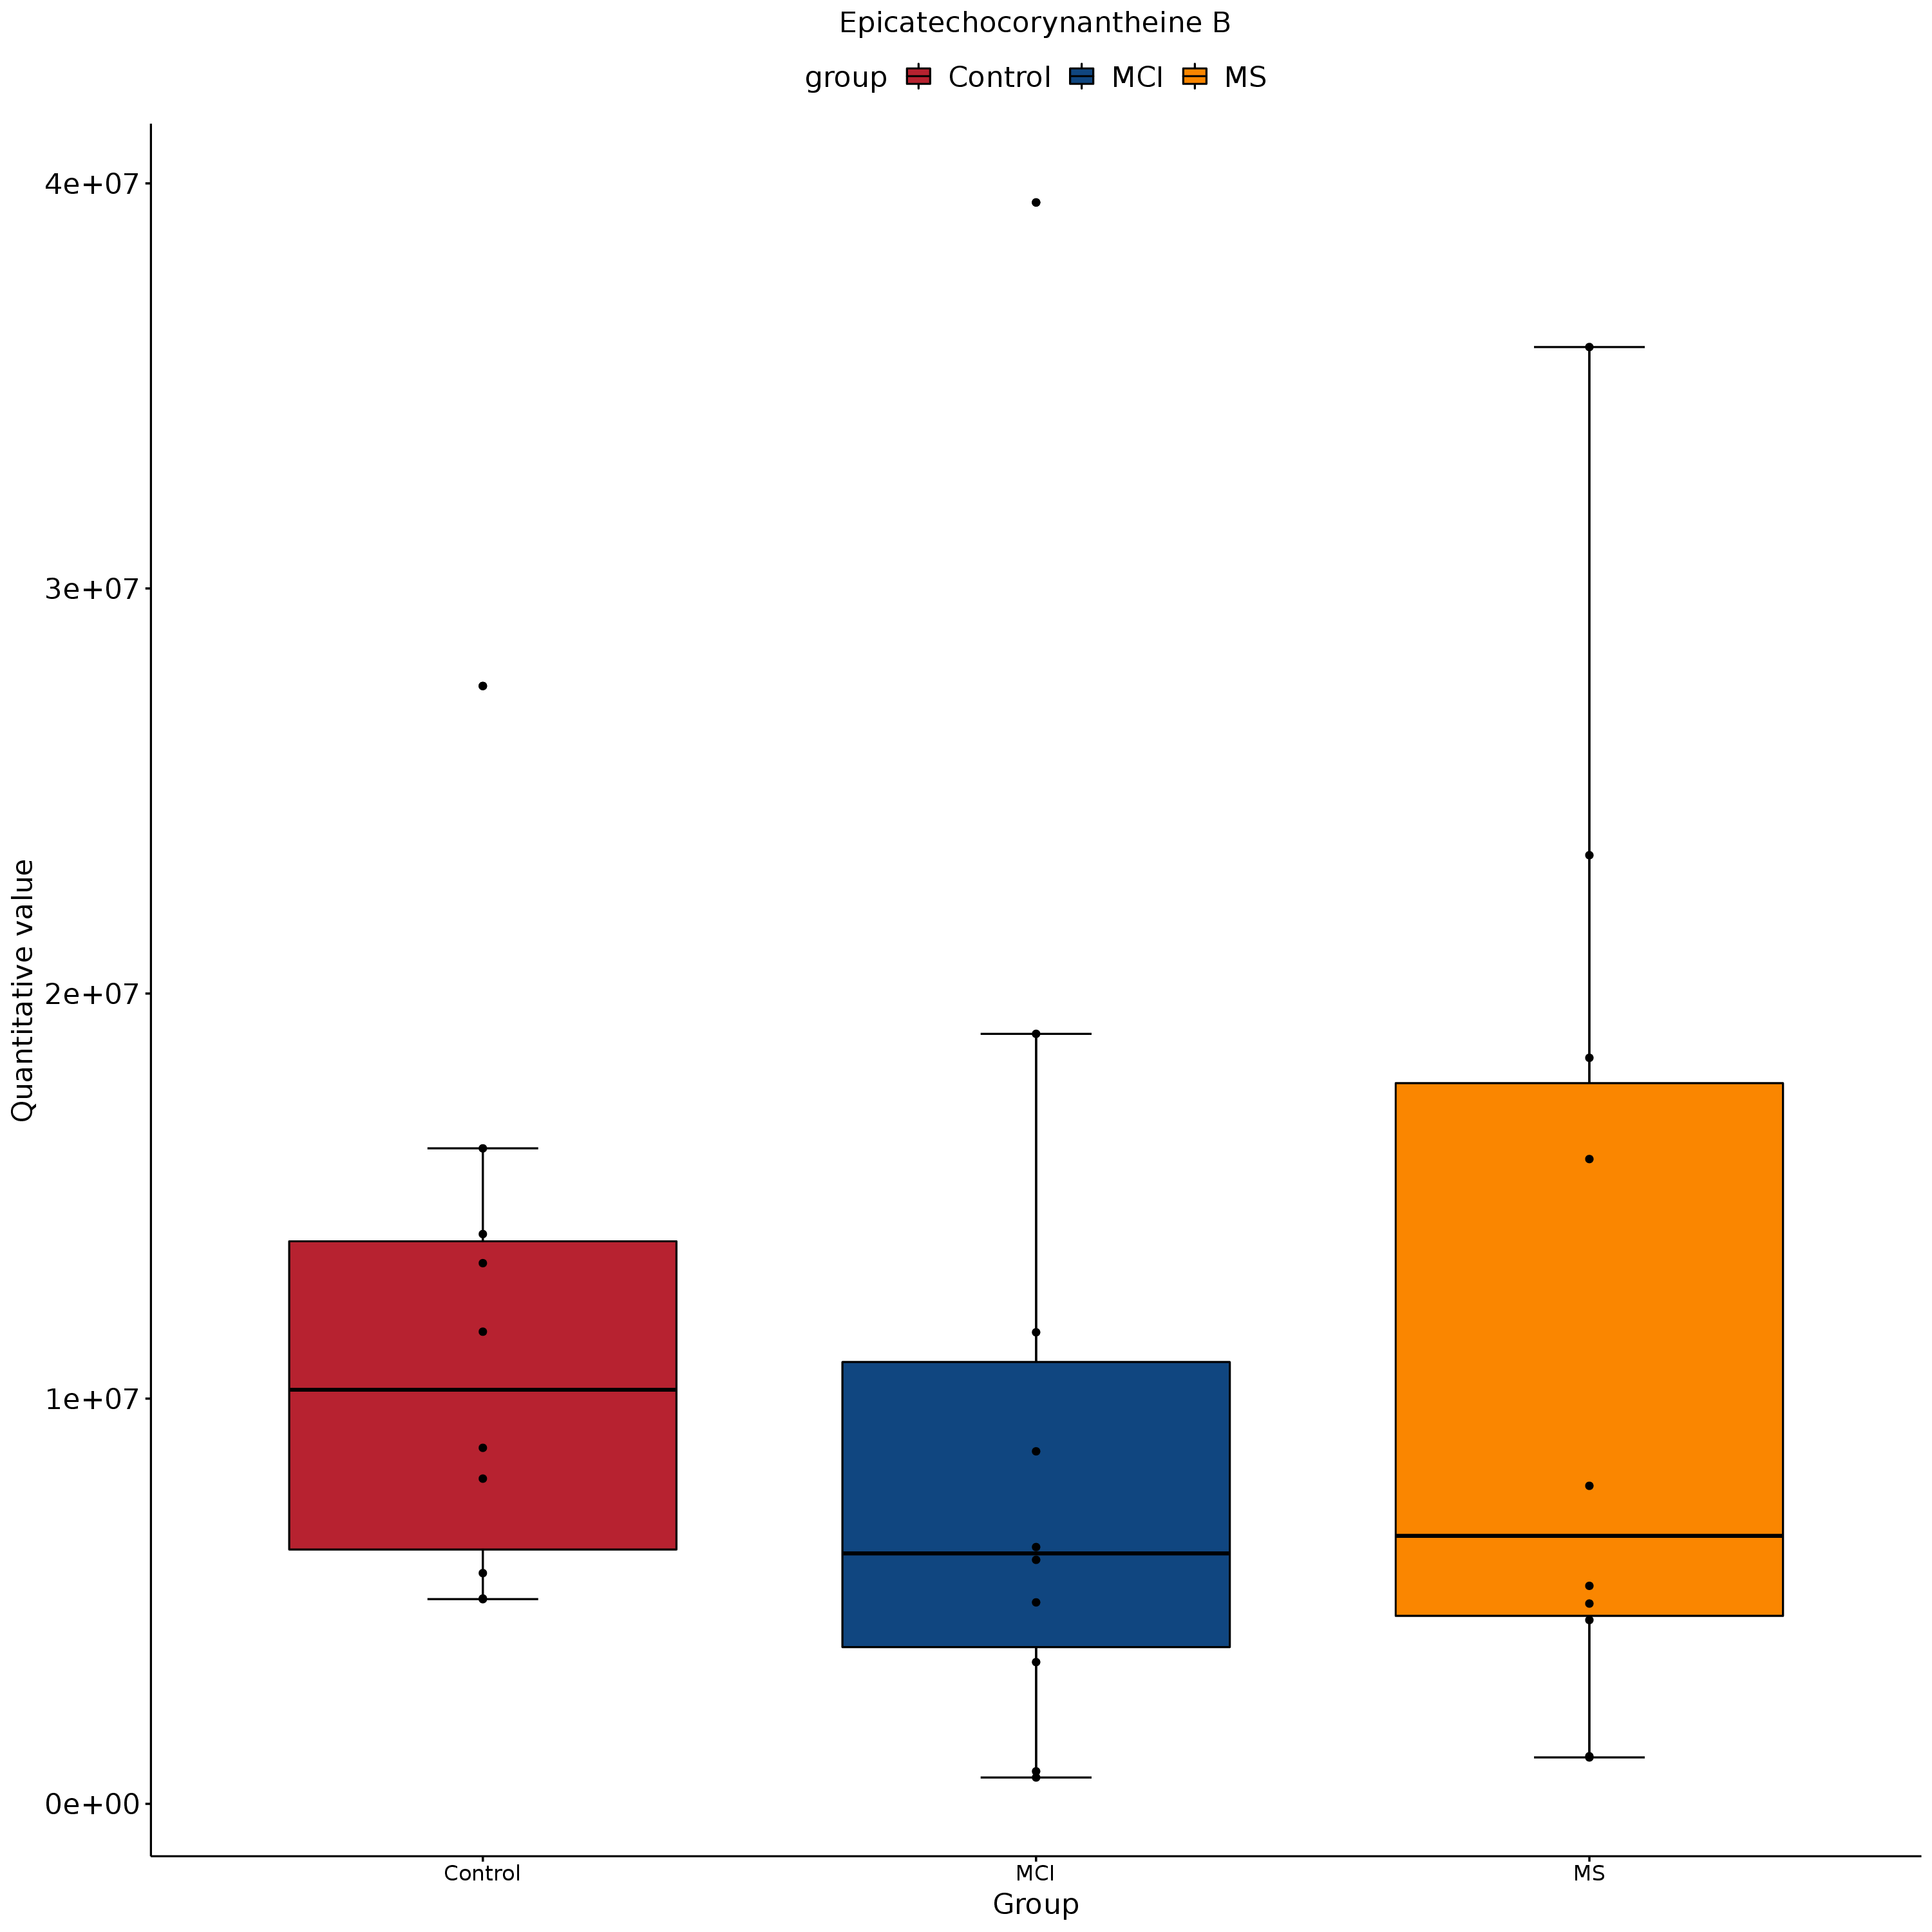 Epicatechocorynantheine B
group Control MCI MS
4e+07
3e+07
2e+07
1e+07
0e+00
Quantitative value
Control MCI MS
Group